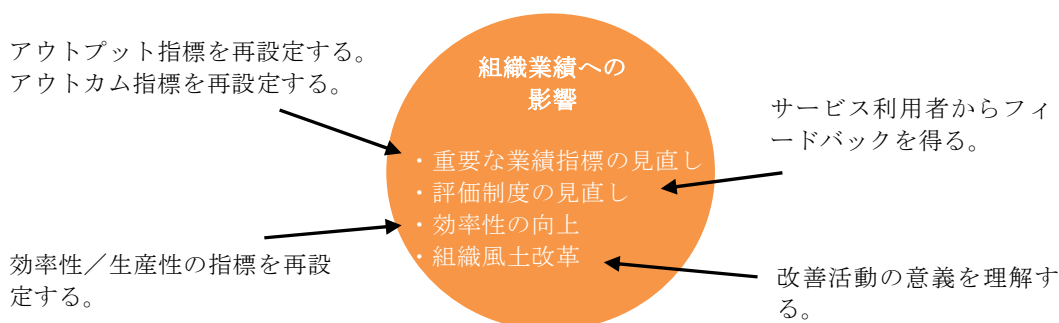 アウトプット指標を再設定する。
アウトカム指標を再設定する。
組織業績への
影響
サービス利用者からフィ
ードバックを得る。
・重要な業績指標の見直し
・評価制度の見直し
・効率性の向上
・組織風土改革
効率性／生産性の指標を再設
定する。
改善活動の意義を理解す
る。